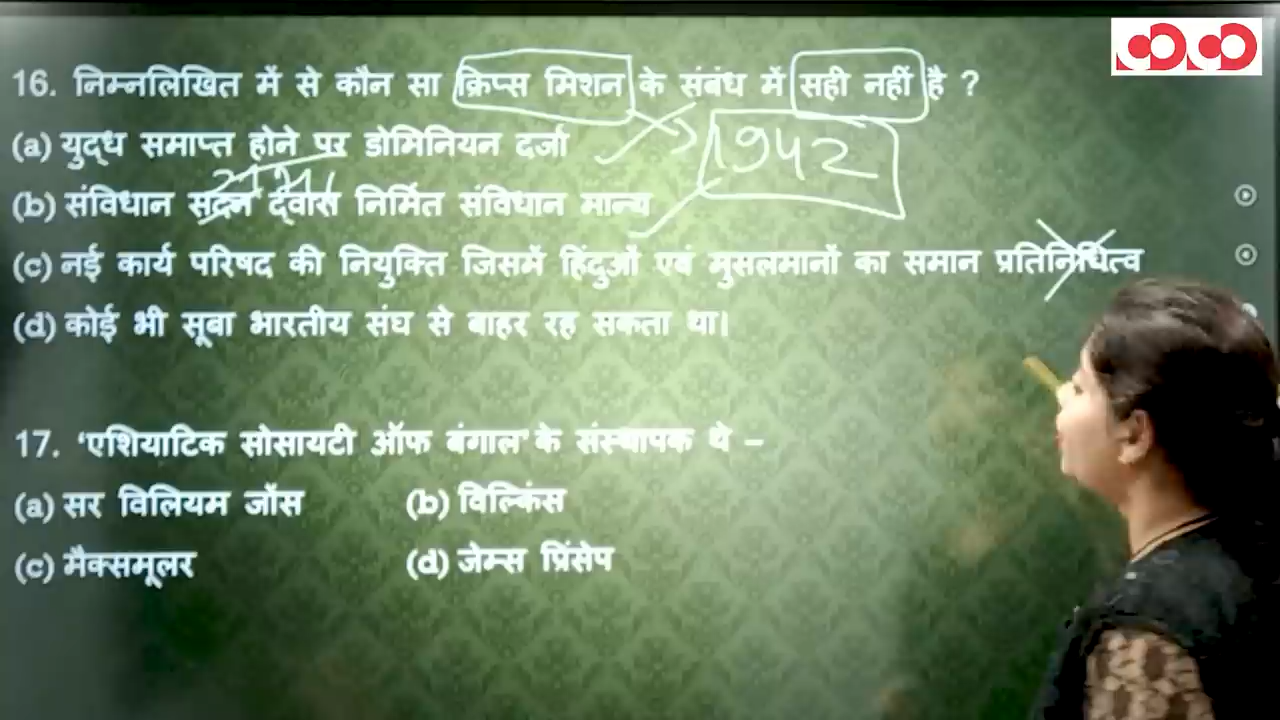 16. निम्नलिखित में से कौन सा क्रिप्स मिशन के संबंध में सही नहीं है ?
(a) युद्ध समाप्त होने पर डोमिनियन दर्जा
1942
सभा
(b) संविधान सदन द्वारा निर्मित संविधान मान्य
(c) नई कार्य परिषद की नियुक्ति जिसमें हिंदुओं एवं मुसलमानों का समान प्रतिनिधित्व
(d) कोई भी सूबा भारतीय संघ से बाहर रह सकता था।
17. ‘एशियाटिक सोसायटी ऑफ बंगाल’ के संस्थापक थे –
(a) सर विलियम जोंस (b) विल्किंस
(c) मैक्समूलर (d) जेम्स प्रिंसेप